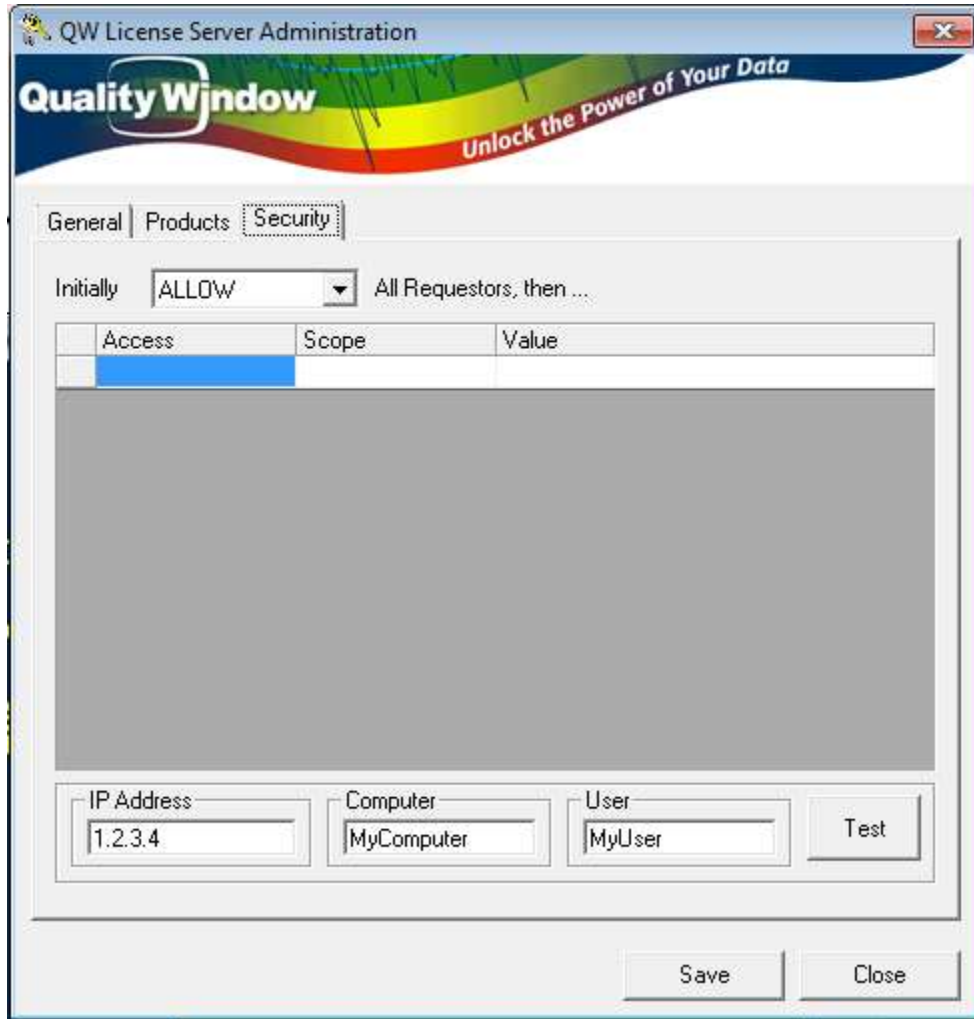 QW License Server Administration
Quality Window
Unlock the Power of Your Data
General Products Security
Initially ALLOW All Requestors, then ...
Access Scope Value
IP Address Computer User
1.2.3.4 MyComputer MyUser Test
Save Close